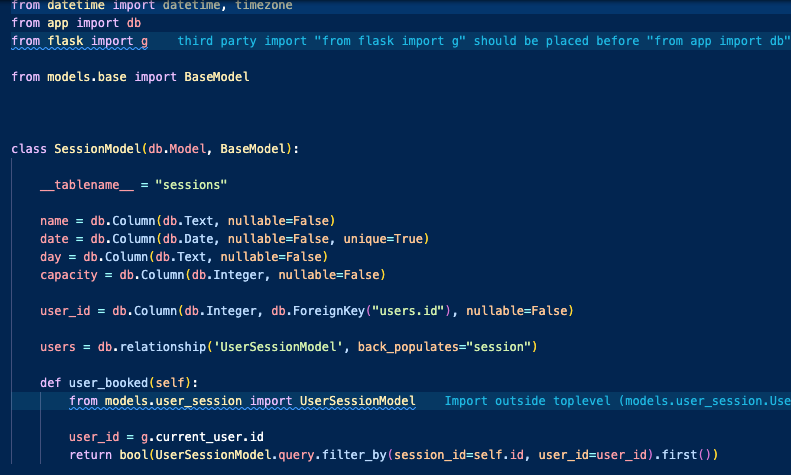 from datetime import datetime, timezone
from app import db
from flask import g third party import "from flask import g" should be placed before "from app import db"
from models.base import BaseModel
class SessionModel(db.Model, BaseModel):
__tablename__ = "sessions"
name = db.Column(db.Text, nullable=False)
date = db.Column(db.Date, nullable=False, unique=True)
day = db.Column(db.Text, nullable=False)
capacity = db.Column(db.Integer, nullable=False)
user_id = db.Column(db.Integer, db.ForeignKey("users.id"), nullable=False)
users = db.relationship('UserSessionModel', back_populates="session")
def user_booked(self):
from models.user_session import UserSessionModel Import outside toplevel (models.user_session.Use
user_id = g.current_user.id
return bool(UserSessionModel.query.filter_by(session_id=self.id, user_id=user_id).first())